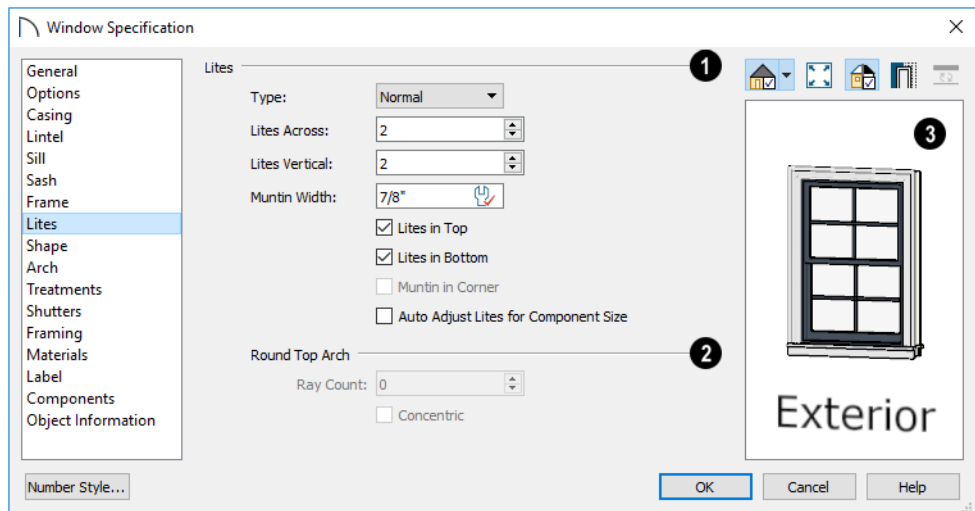 Window Specification
General
Options
Casing
Lintel
Sill
Sash
Frame
Lites
Shape
Arch
Treatments
Shutters
Framing
Materials
Label
Components
Object Information
Number Style...
Lites
1
Type: Normal
Lites Across: 2
Lites Vertical: 2
Muntin Width: 7/8"
Lites in Top
Lites in Bottom
Muntin in Corner
Auto Adjust Lites for Component Size
Round Top Arch
2
Ray Count: 0
Concentric
3
Exterior
OK
Cancel
Help